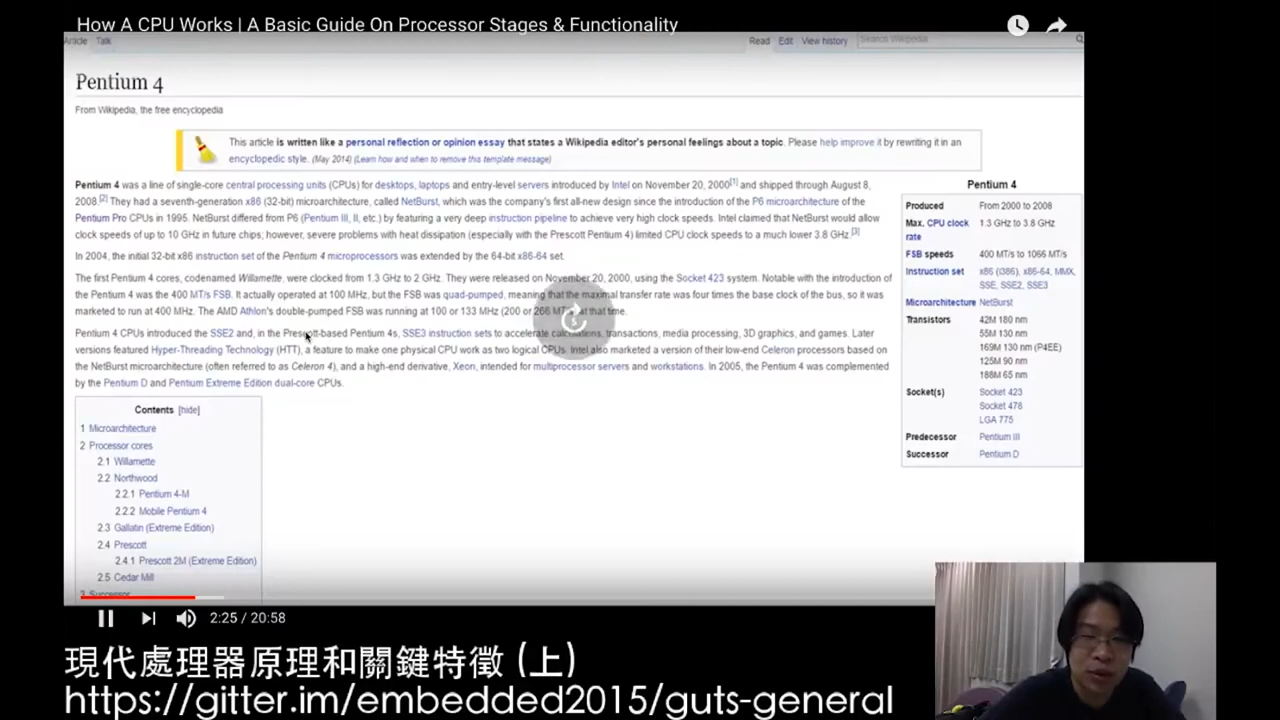 How A CPU Works | A Basic Guide On Processor Stages & Functionality
Article Talk
Read Edit View history Search Wikipedia
Pentium 4
From Wikipedia, the free encyclopedia
This article is written like a personal reflection or opinion essay that states a Wikipedia editor's personal feelings about a topic. Please help improve it by rewriting it in an
encyclopedic style. (May 2014) (Learn how and when to remove this template message)
Pentium 4 was a line of single-core central processing units (CPUs) for desktops, laptops and entry-level servers introduced by Intel on November 20, 2000[1] and shipped through August 8,
2008.[2] They had a seventh-generation x86 (32-bit) microarchitecture, called NetBurst, which was the company's first all-new design since the introduction of the P6 microarchitecture of the
Pentium Pro CPUs in 1995. NetBurst differed from P6 (Pentium III, II, etc.) by featuring a very deep instruction pipeline to achieve very high clock speeds. Intel claimed that NetBurst would allow
clock speeds of up to 10 GHz in future chips; however, severe problems with heat dissipation (especially with the Prescott Pentium 4) limited CPU clock speeds to a much lower 3.8 GHz.[3]
In 2004, the initial 32-bit x86 instruction set of the Pentium 4 microprocessors was extended by the 64-bit x86-64 set.
The first Pentium 4 cores, codenamed Willamette, were clocked from 1.3 GHz to 2 GHz. They were released on November 20, 2000, using the Socket 423 system. Notable with the introduction of
the Pentium 4 was the 400 MT/s FSB. It actually operated at 100 MHz, but the FSB was quad-pumped, meaning that the maximal transfer rate was four times the base clock of the bus, so it was
marketed to run at 400 MHz. The AMD Athlon's double-pumped FSB was running at 100 or 133 MHz (200 or 266 MT/s) at that time.
Pentium 4 CPUs introduced the SSE2 and, in the Prescott-based Pentium 4s, SSE3 instruction sets to accelerate calculations, transactions, media processing, 3D graphics, and games. Later
versions featured Hyper-Threading Technology (HTT), a feature to make one physical CPU work as two logical CPUs. Intel also marketed a version of their low-end Celeron processors based on
the NetBurst microarchitecture (often referred to as Celeron 4), and a high-end derivative, Xeon, intended for multiprocessor servers and workstations. In 2005, the Pentium 4 was complemented
by the Pentium D and Pentium Extreme Edition dual-core CPUs.
Pentium 4
Produced From 2000 to 2008
Max. CPU clock 1.3 GHz to 3.8 GHz
rate
FSB speeds 400 MT/s to 1066 MT/s
Instruction set x86 (i386), x86-64, MMX,
SSE, SSE2, SSE3
Microarchitecture NetBurst
Transistors 42M 180 nm
55M 130 nm
169M 130 nm (P4EE)
125M 90 nm
188M 65 nm
Socket(s) Socket 423
Socket 478
LGA 775
Predecessor Pentium III
Successor Pentium D
Contents [hide]
1 Microarchitecture
2 Processor cores
2.1 Willamette
2.2 Northwood
2.2.1 Pentium 4-M
2.2.2 Mobile Pentium 4
2.3 Gallatin (Extreme Edition)
2.4 Prescott
2.4.1 Prescott 2M (Extreme Edition)
2.5 Cedar Mill
3 Successor
2:25 / 20:58
現代處理器原理和關鍵特徵 (上)
https://gitter.im/embedded2015/guts-general